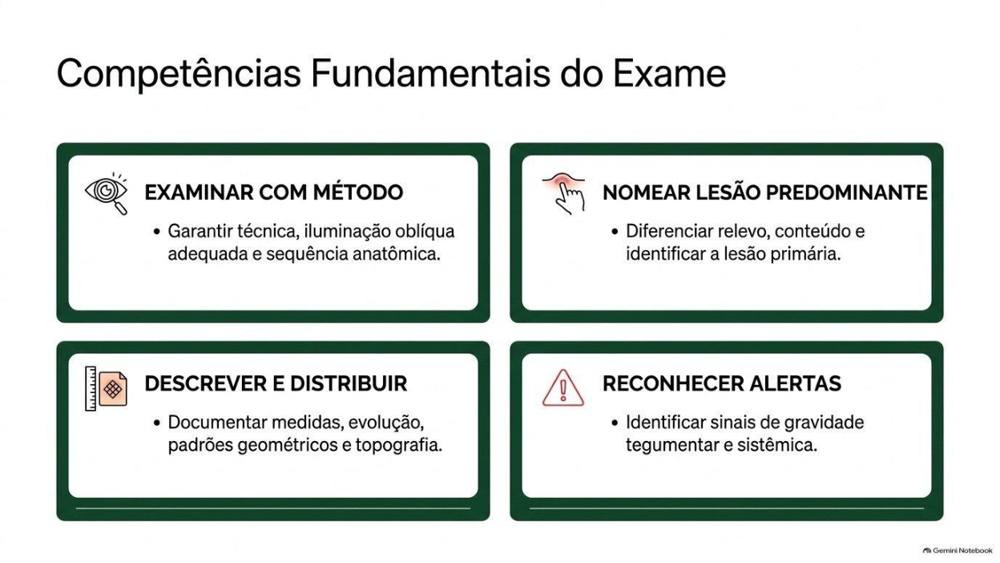 Competências Fundamentais do Exame
EXAMINAR COM MÉTODO
• Garantir técnica, iluminação oblíqua
adequada e sequência anatômica.
NOMEAR LESÃO PREDOMINANTE
• Diferenciar relevo, conteúdo e
identificar a lesão primária.
DESCREVER E DISTRIBUIR
• Documentar medidas, evolução,
padrões geométricos e topografia.
RECONHECER ALERTAS
• Identificar sinais de gravidade
tegumentar e sistêmica.
Gemini Notebook